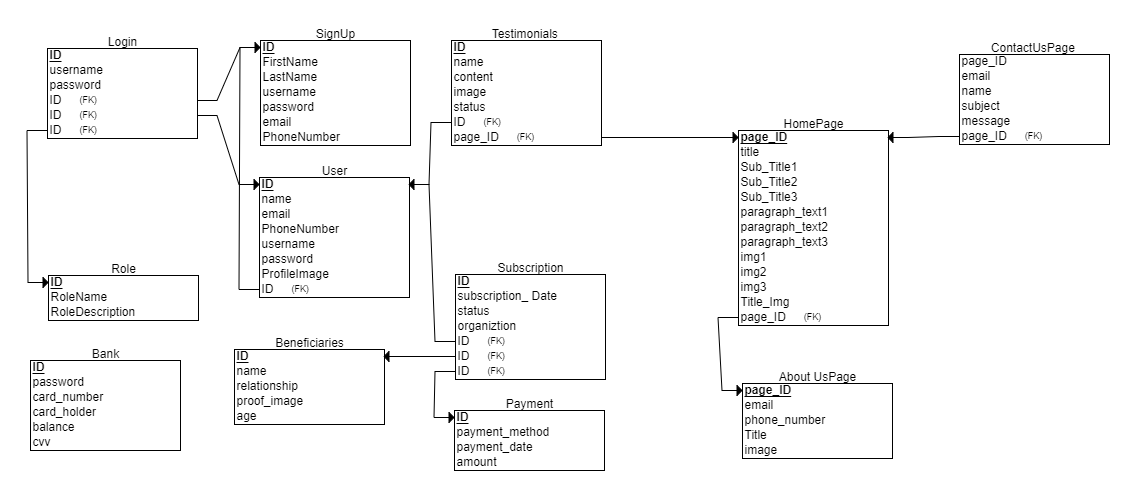 Login
ID
username
password
ID (FK)
ID (FK)
ID (FK)
SignUp
ID
FirstName
LastName
username
password
email
PhoneNumber
Testimonials
ID
name
content
image
status
ID (FK)
page_ID (FK)
ContactUsPage
page_ID
email
name
subject
message
page_ID (FK)
HomePage
page_ID
title
Sub_Title1
Sub_Title2
Sub_Title3
paragraph_text1
paragraph_text2
paragraph_text3
img1
img2
img3
Title_Img
page_ID (FK)
User
ID
name
email
PhoneNumber
username
password
ProfileImage
ID (FK)
Role
ID
RoleName
RoleDescription
Subscription
ID
subscription_ Date
status
organiztion
ID (FK)
ID (FK)
ID (FK)
Bank
ID
password
card_number
card_holder
balance
cvv
Beneficiaries
ID
name
relationship
proof_image
age
Payment
ID
payment_method
payment_date
amount
About UsPage
page_ID
email
phone_number
Title
image